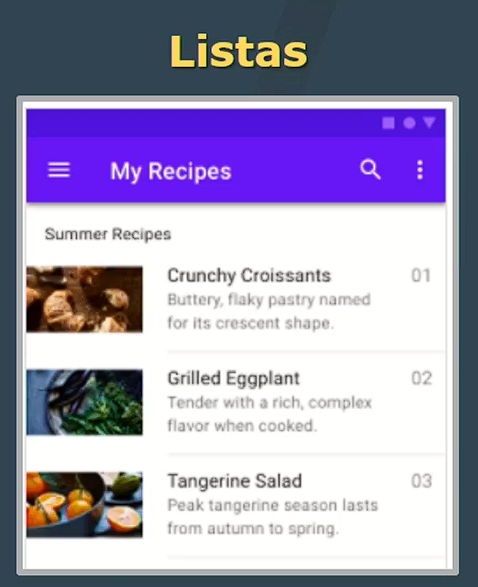 Listas
My Recipes
Summer Recipes
Crunchy Croissants 01
Buttery, flaky pastry named
for its crescent shape.
Grilled Eggplant 02
Tender with a rich, complex
flavor when cooked.
Tangerine Salad 03
Peak tangerine season lasts
from autumn to spring.